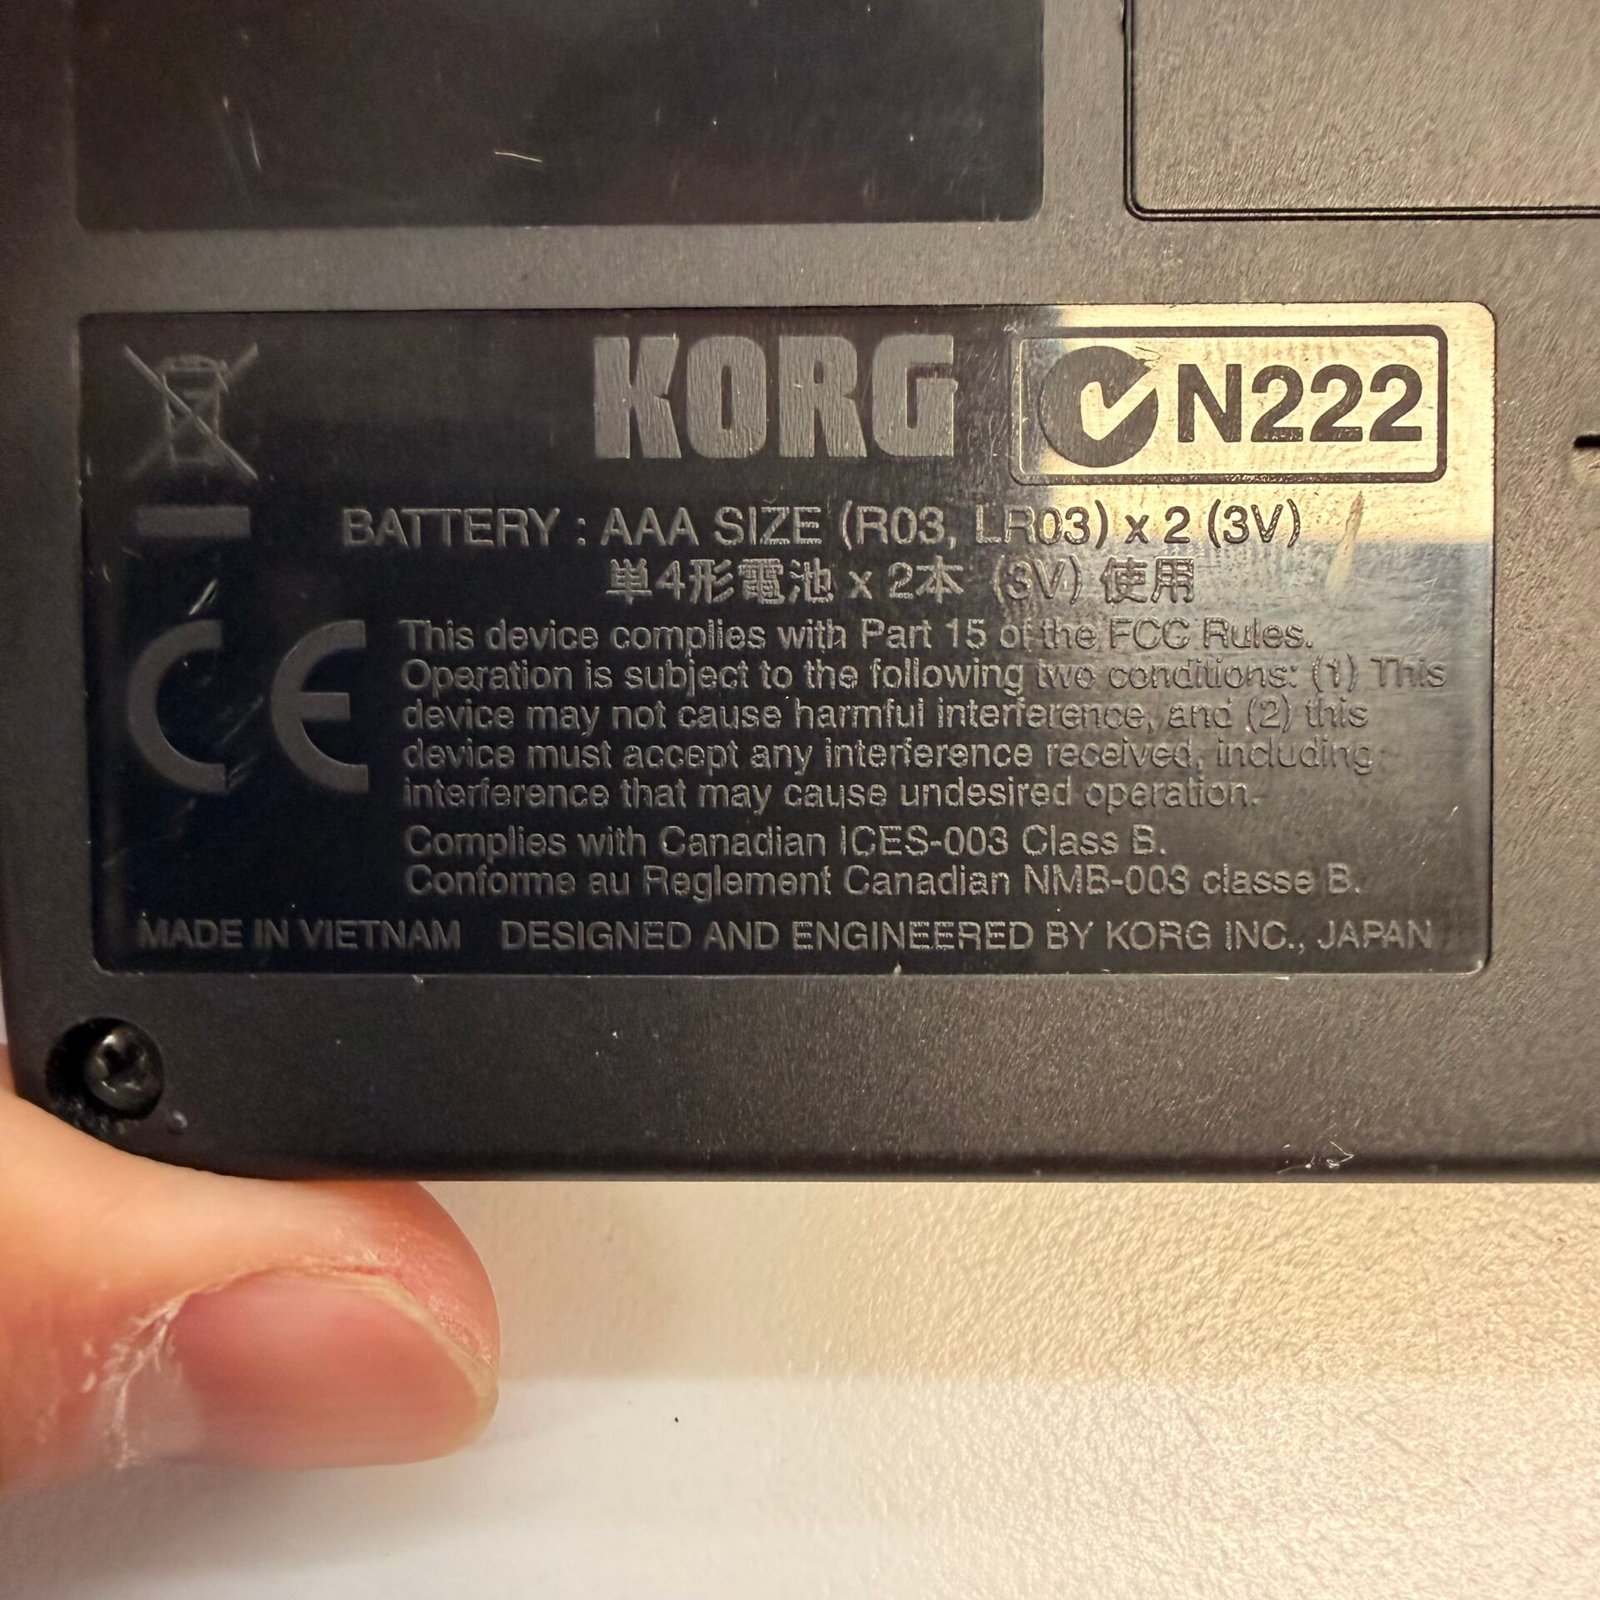 KORG
N222
BATTERY : AAA SIZE (R03, LR03) x 2 (3V)
単4形電池 x 2本 (3V) 使用
CE
This device complies with Part 15 of the FCC Rules.
Operation is subject to the following two conditions: (1) This
device may not cause harmful interference, and (2) this
device must accept any interference received, including
interference that may cause undesired operation.
Complies with Canadian ICES-003 Class B.
Conforme au Reglement Canadian NMB-003 classe B.
MADE IN VIETNAM DESIGNED AND ENGINEERED BY KORG INC., JAPAN